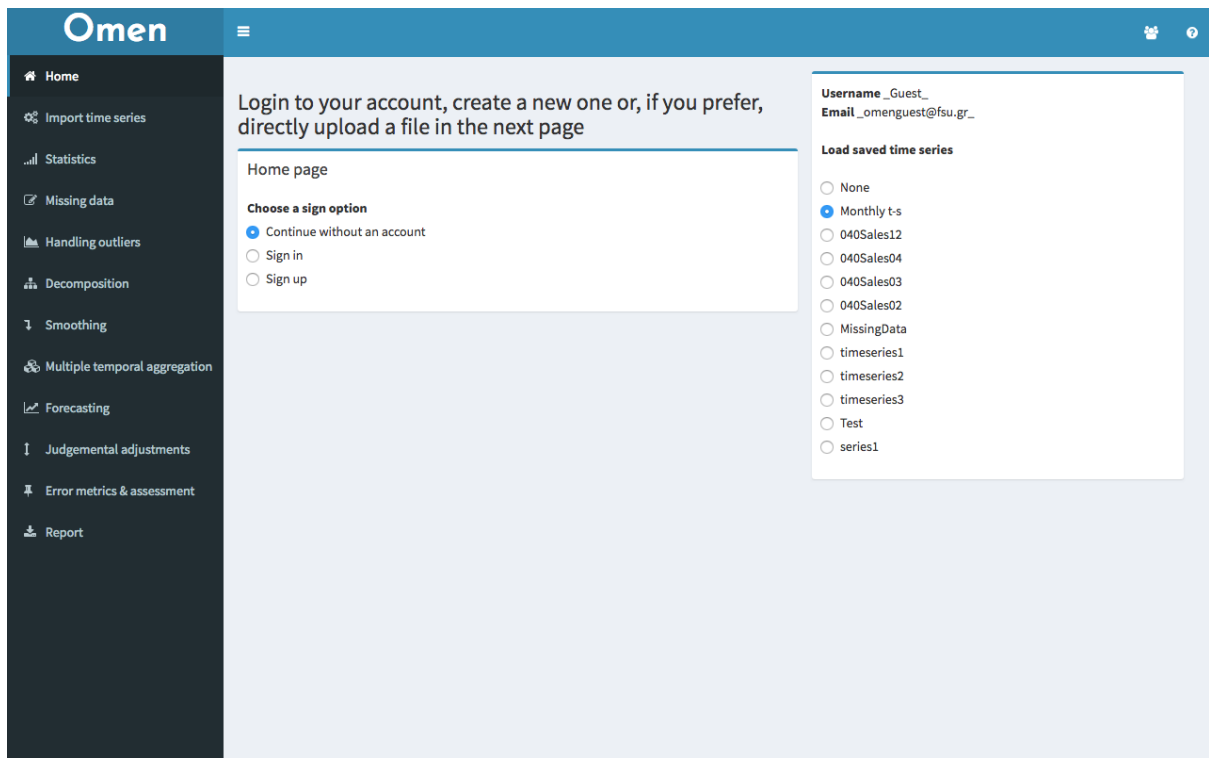 Omen
Home
Import time series
Statistics
Missing data
Handling outliers
Decomposition
Smoothing
Multiple temporal aggregation
Forecasting
Judgemental adjustments
Error metrics & assessment
Report
Login to your account, create a new one or, if you prefer,
directly upload a file in the next page
Home page
Choose a sign option
Continue without an account
Sign in
Sign up
Username _Guest_
Email _omenguest@fsu.gr_
Load saved time series
None
Monthly t-s
040Sales12
040Sales04
040Sales03
040Sales02
MissingData
timeseries1
timeseries2
timeseries3
Test
series1